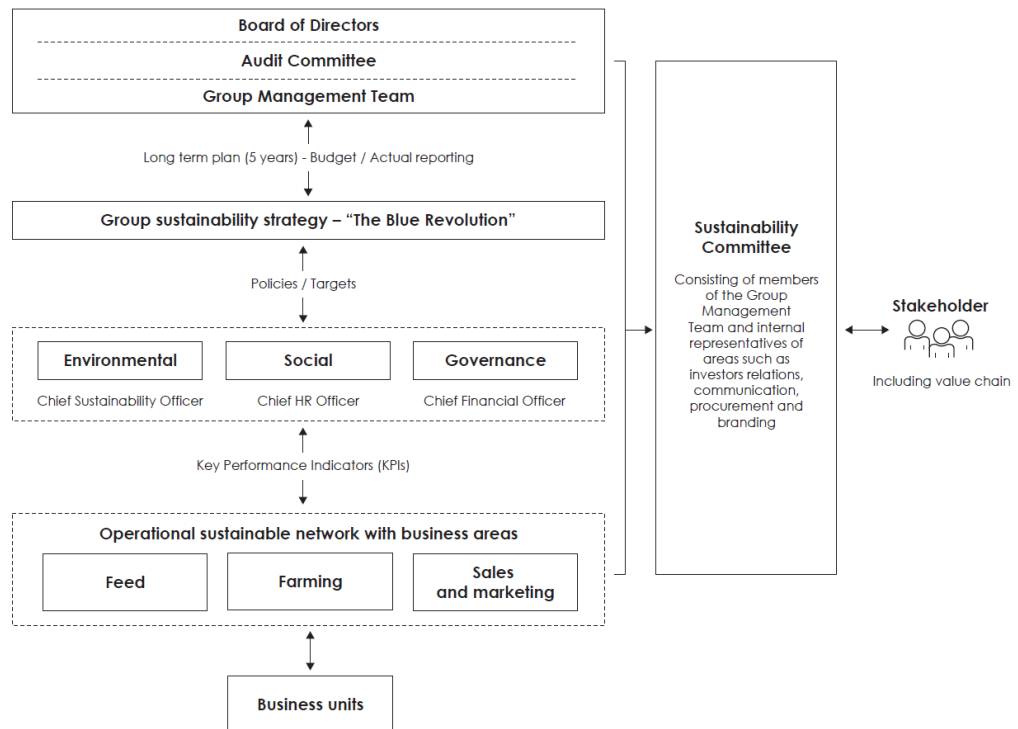 Board of Directors
Audit Committee
Group Management Team
Long term plan (5 years) - Budget / Actual reporting
Group sustainability strategy – “The Blue Revolution”
Policies / Targets
Environmental
Social
Governance
Chief Sustainability Officer
Chief HR Officer
Chief Financial Officer
Key Performance Indicators (KPIs)
Operational sustainable network with business areas
Feed
Farming
Sales
and marketing
Business units
Sustainability
Committee
Consisting of members
of the Group
Management
Team and internal
representatives of
areas such as
investors relations,
communication,
procurement and
branding
Stakeholder
Including value chain